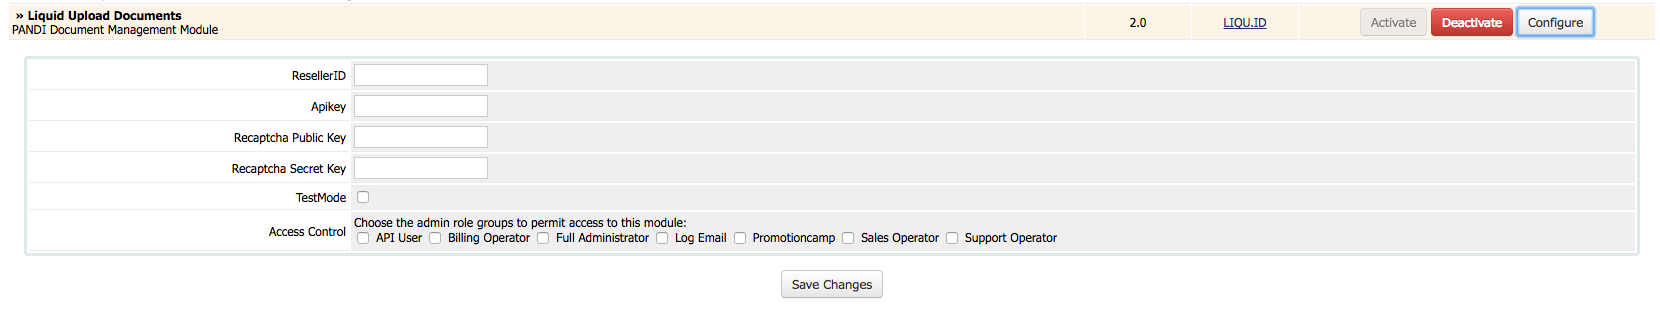 » Liquid Upload Documents
PANDI Document Management Module
2.0
LIQU.ID
Activate
Deactivate
Configure
ResellerID
Apikey
Recaptcha Public Key
Recaptcha Secret Key
TestMode
Access Control
Choose the admin role groups to permit access to this module:
API User Billing Operator Full Administrator Log Email Promotioncamp Sales Operator Support Operator
Save Changes